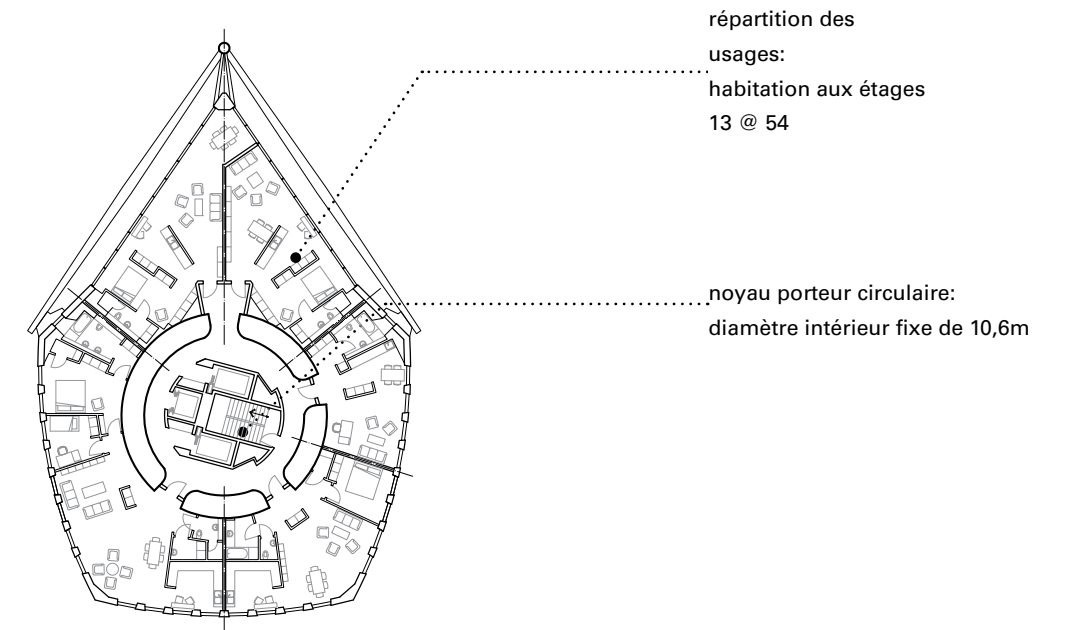 répartition des
usages:
habitation aux étages
13 @ 54
noyau porteur circulaire:
diamètre intérieur fixe de 10,6m